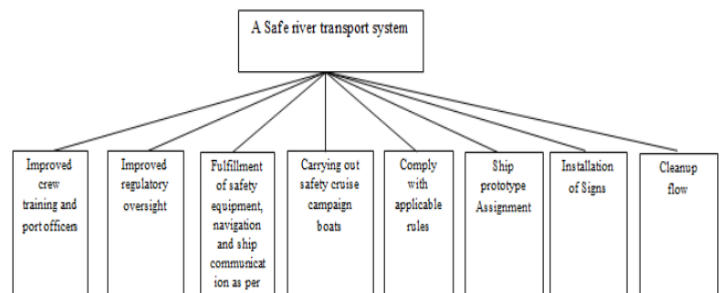 A Safe river transport system
Improved
crew
training and
port officers
Improved
regulatory
oversight
Fulfillment
of safety
equipment,
navigation
and ship
communicat
ion as per
Carrying out
safety cruise
campaign
boats
Comply
with
applicable
rules
Ship
prototype
Assignment
Installation
of Signs
Cleanup
flow